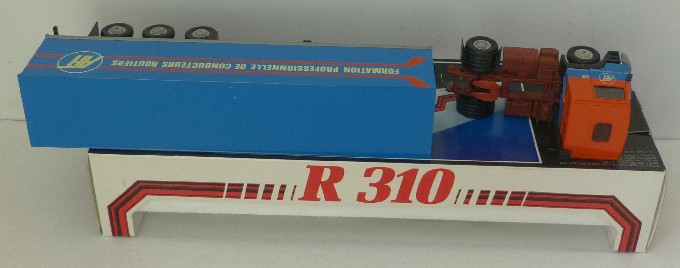 FORMATION PROFESSIONNELLE
DE CONDUCTEURS ROUTIERS
R 310